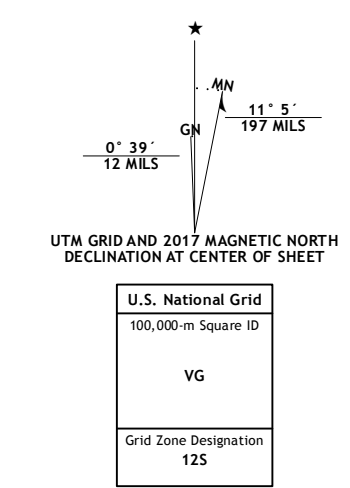 ★
MN
11° 5´
197 MILS
GN
0° 39´
12 MILS
UTM GRID AND 2017 MAGNETIC NORTH
DECLINATION AT CENTER OF SHEET
U.S. National Grid
100,000-m Square ID
VG
Grid Zone Designation
12S